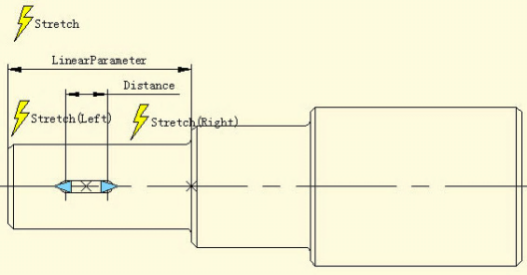 Stretch
LinearParameter
Distance
Stretch(Left)
Stretch(Right)